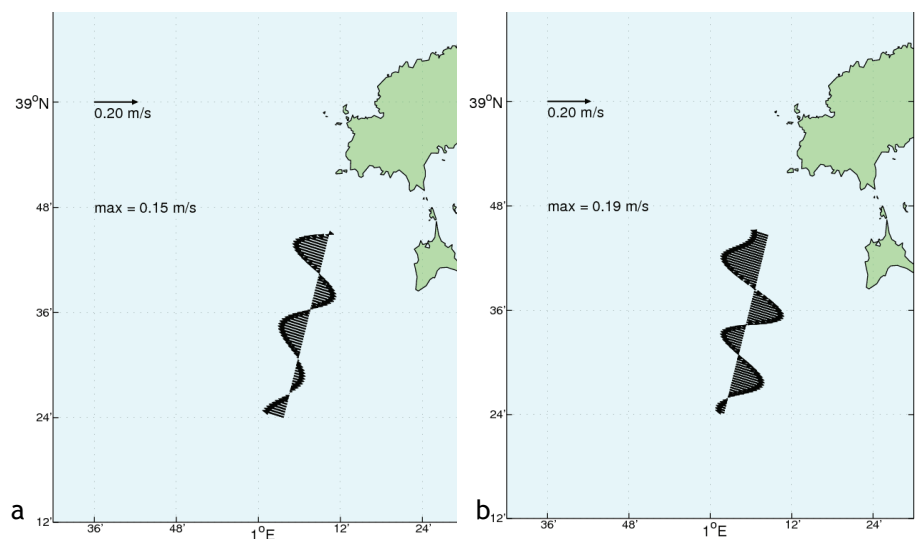 39°N
0.20 m/s
48'
max = 0.15 m/s
36'
24'
12'
36'
48'
1°E
12'
24'
a
39°N
0.20 m/s
48'
max = 0.19 m/s
36'
24'
12'
36'
48'
1°E
12'
24'
b